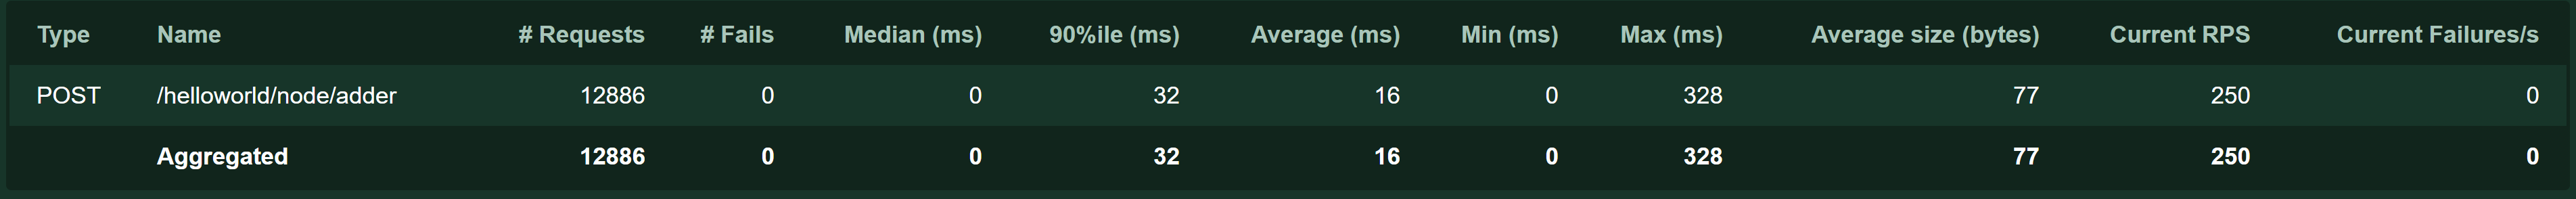 Type Name # Requests # Fails Median (ms) 90%ile (ms) Average (ms) Min (ms) Max (ms) Average size (bytes) Current RPS Current Failures/s
POST /helloworld/node/adder 12886 0 0 32 16 0 328 77 250 0
Aggregated 12886 0 0 32 16 0 328 77 250 0